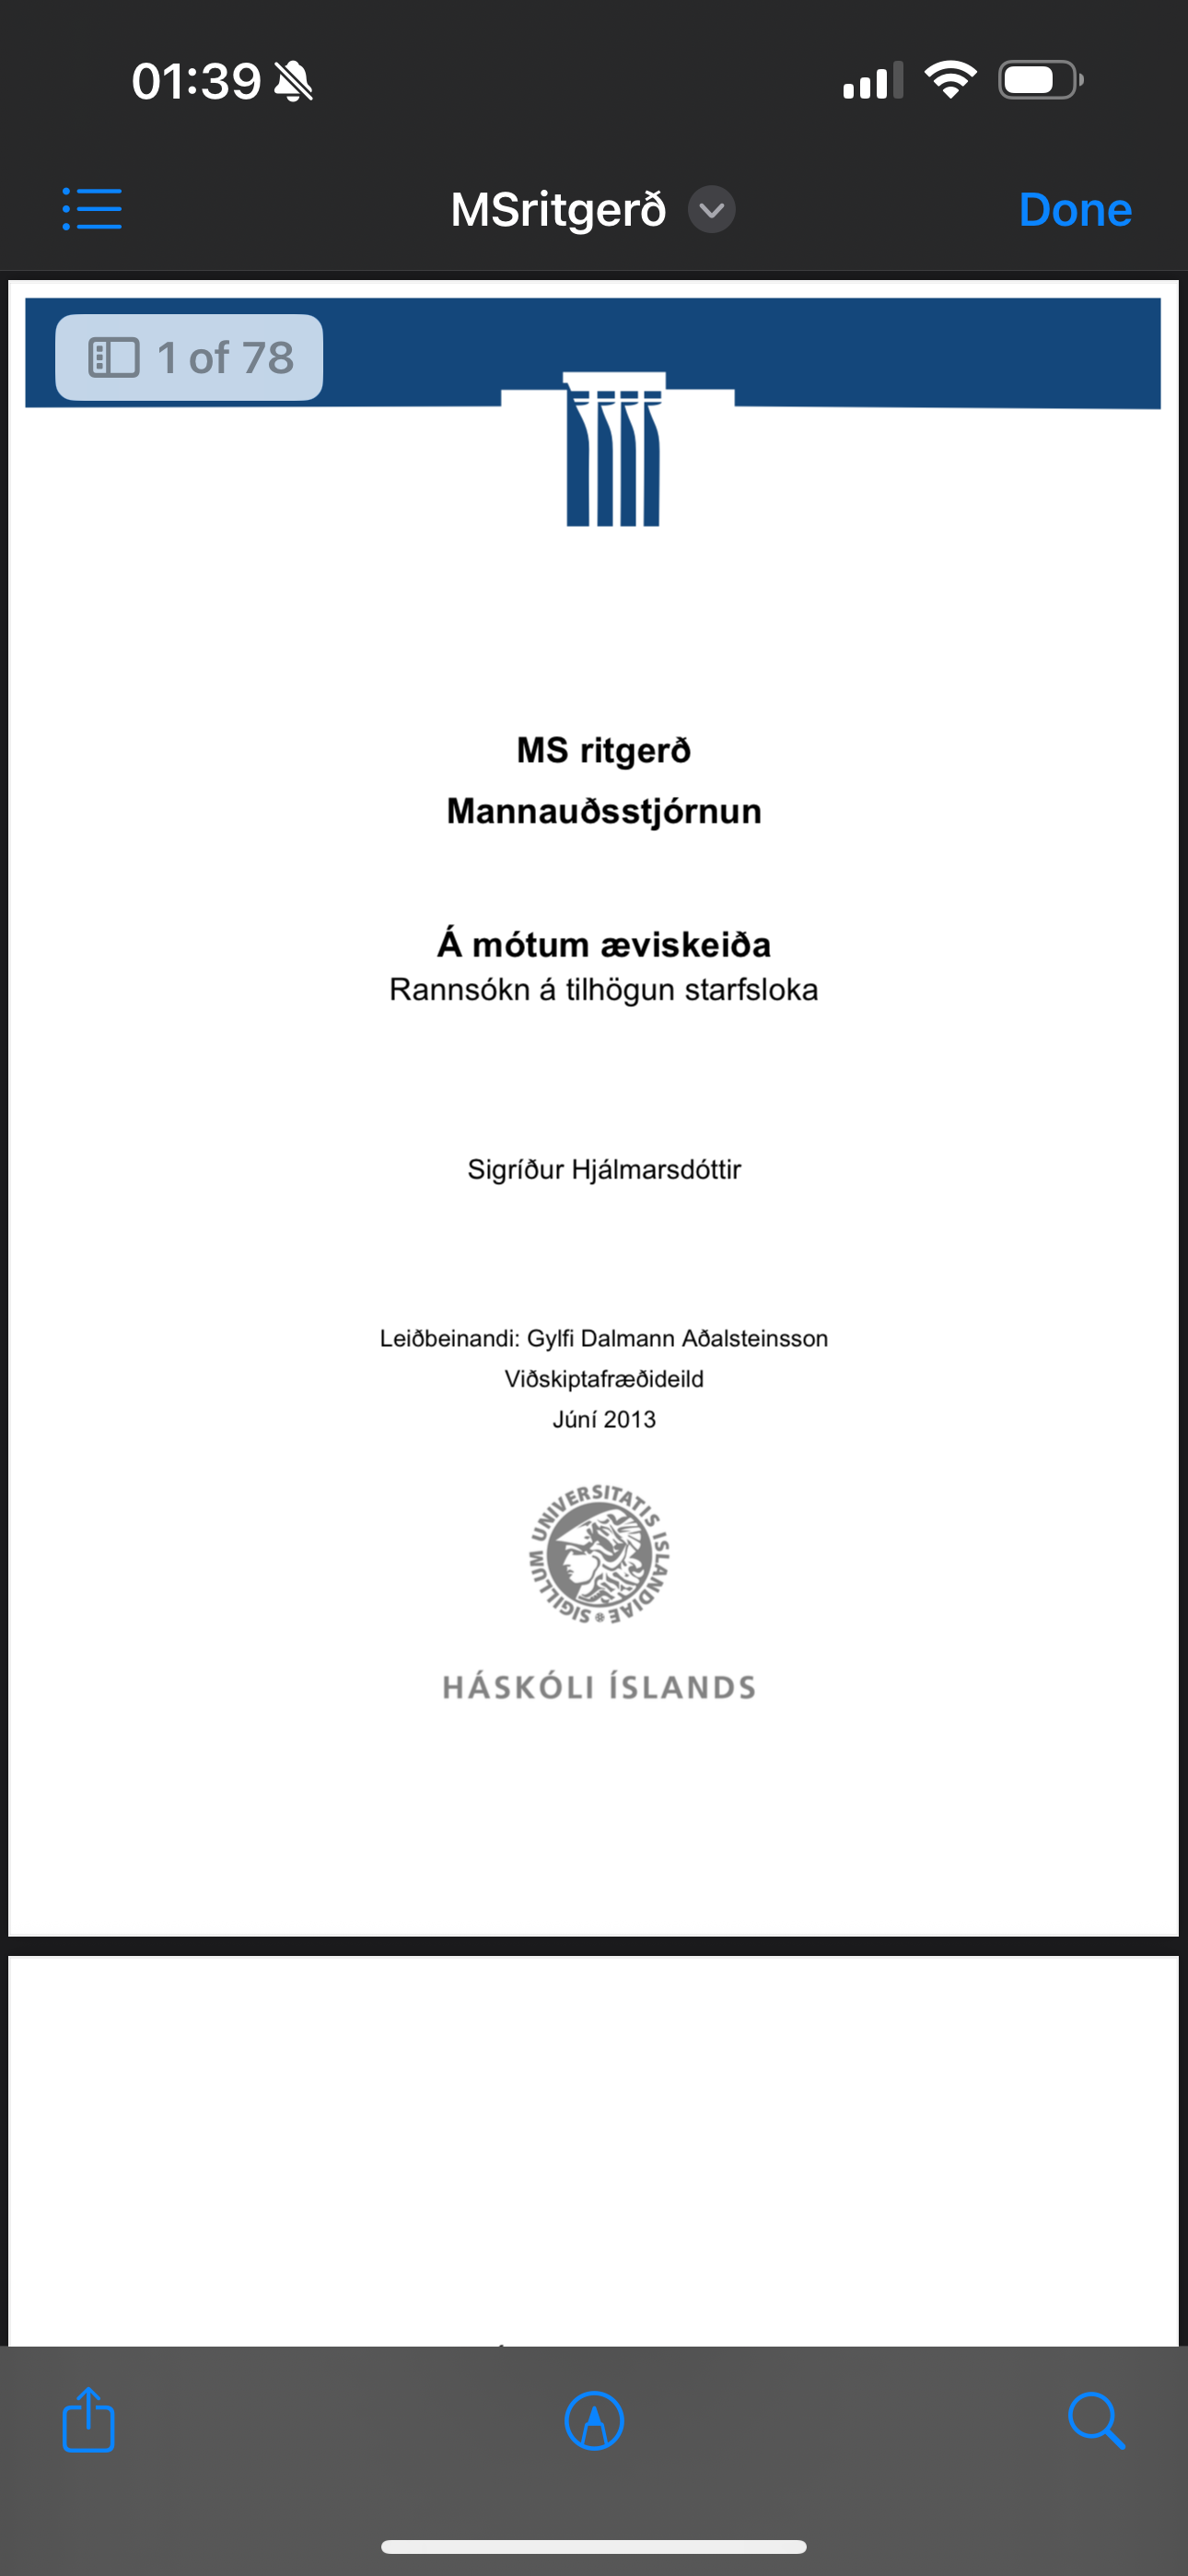 01:39
MSritgerð
Done
1 of 78
MS ritgerð
Mannauðsstjórnun
Á mótum æviskeiða
Rannsókn á tilhögun starfsloka
Sigríður Hjálmarsdóttir
Leiðbeinandi: Gylfi Dalmann Aðalsteinsson
Viðskiptafræðideild
Júní 2013
SIGILLUM UNIVERSITATIS ISLANDIAE
HÁSKÓLI ÍSLANDS